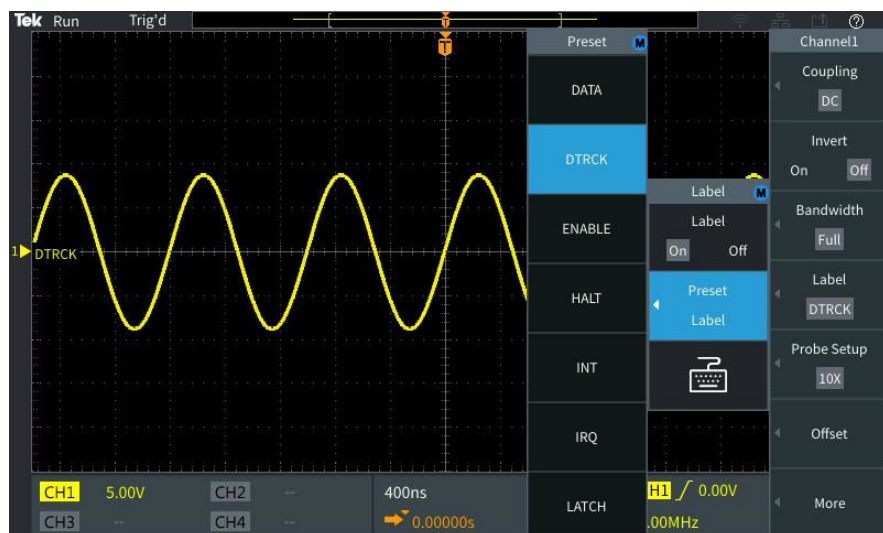 Tek Run Trig'd
T
T
Preset M
DATA
DTRCK
ENABLE
HALT
INT
IRQ
LATCH
Label M
Label
On Off
Preset
Label
Channel1
Coupling
DC
Invert
On Off
Bandwidth
Full
Label
DTRCK
Probe Setup
10X
Offset
More
1 DTRCK
CH1 5.00V CH2 -- 400ns H1 0.00V
CH3 -- CH4 -- 0.00000s .00MHz